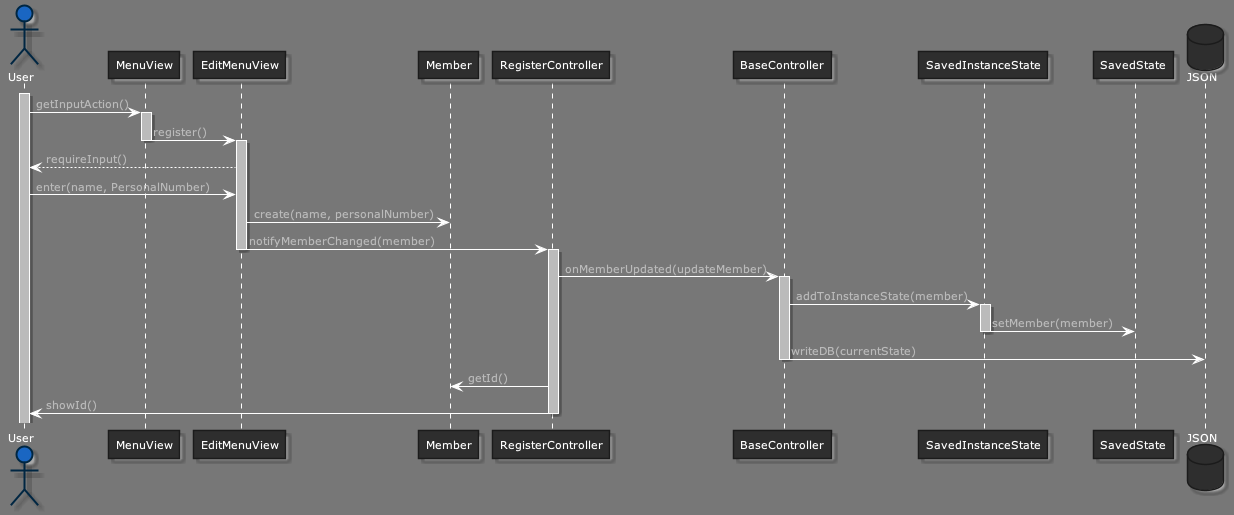 User
MenuView
EditMenuView
Member
RegisterController
BaseController
SavedInstanceState
SavedState
JSON
getInputAction()
register()
requireInput()
enter(name, PersonalNumber)
create(name, personalNumber)
notifyMemberChanged(member)
onMemberUpdated(updateMember)
addToInstanceState(member)
setMember(member)
writeDB(currentState)
getId()
showId()
User
MenuView
EditMenuView
Member
RegisterController
BaseController
SavedInstanceState
SavedState
JSON